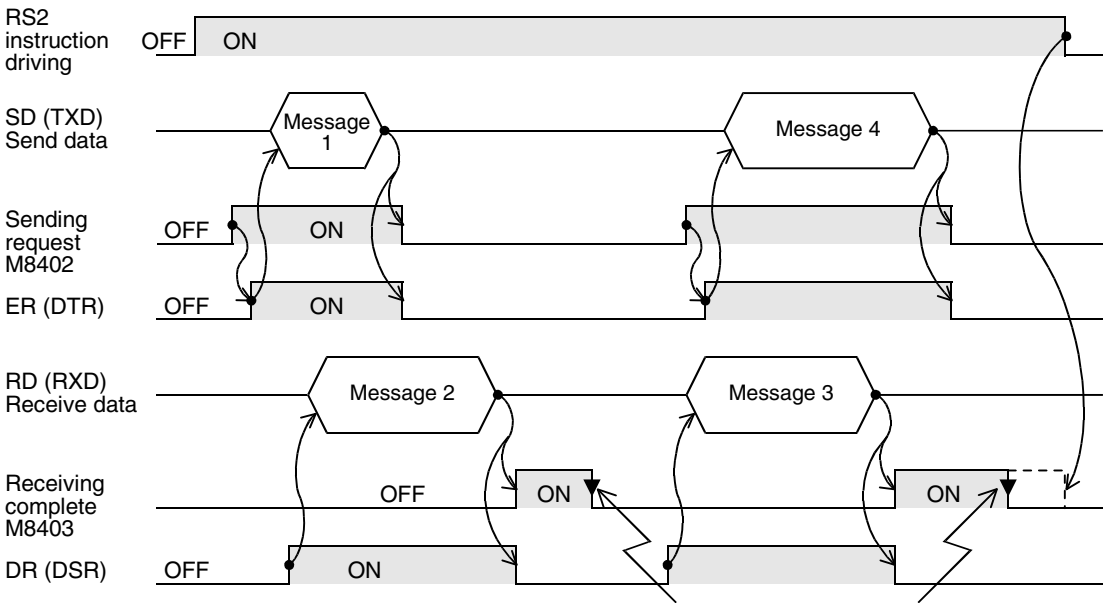 RS2
instruction
driving
OFF
ON
SD (TXD)
Send data
Message
1
Message 4
Sending
request
M8402
OFF
ON
ER (DTR)
OFF
ON
RD (RXD)
Receive data
Message 2
Message 3
Receiving
complete
M8403
OFF
ON
ON
DR (DSR)
OFF
ON